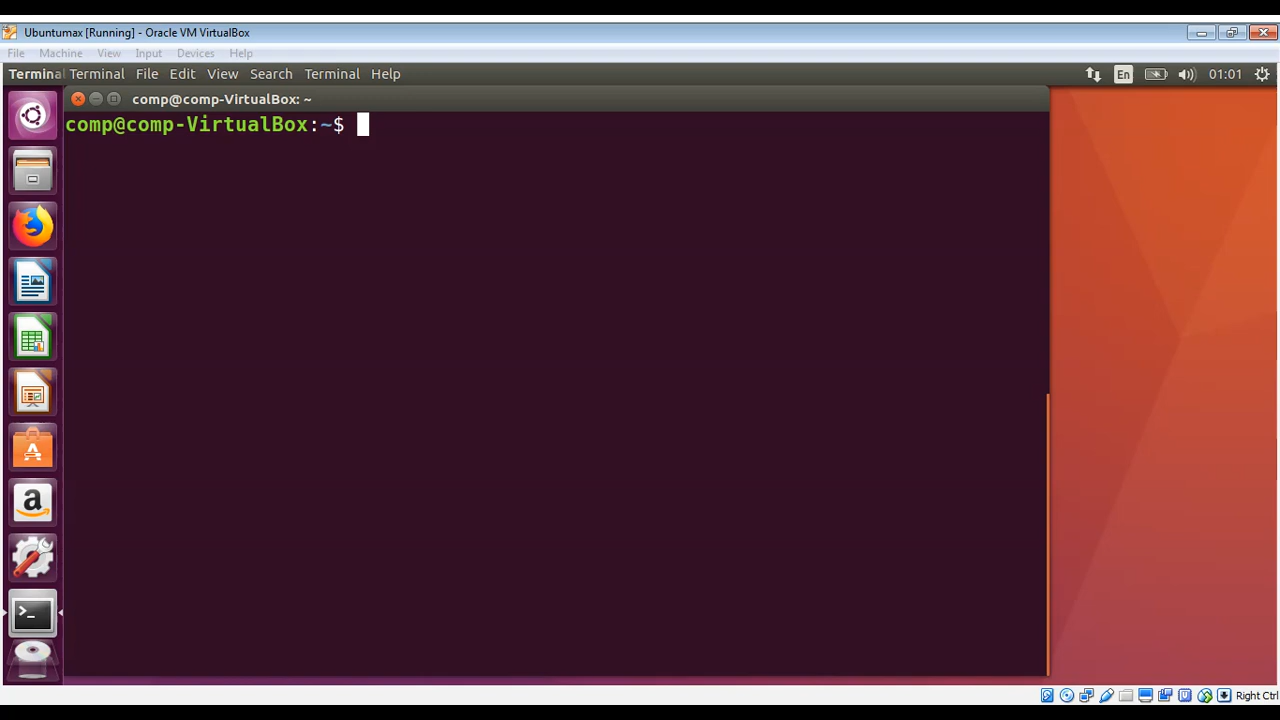 Ubuntumax [Running] - Oracle VM VirtualBox
File Machine View Input Devices Help
Termina Terminal File Edit View Search Terminal Help En 01:01
comp@comp-VirtualBox: ~
comp@comp-VirtualBox:~$
a
>_
Right Ctrl